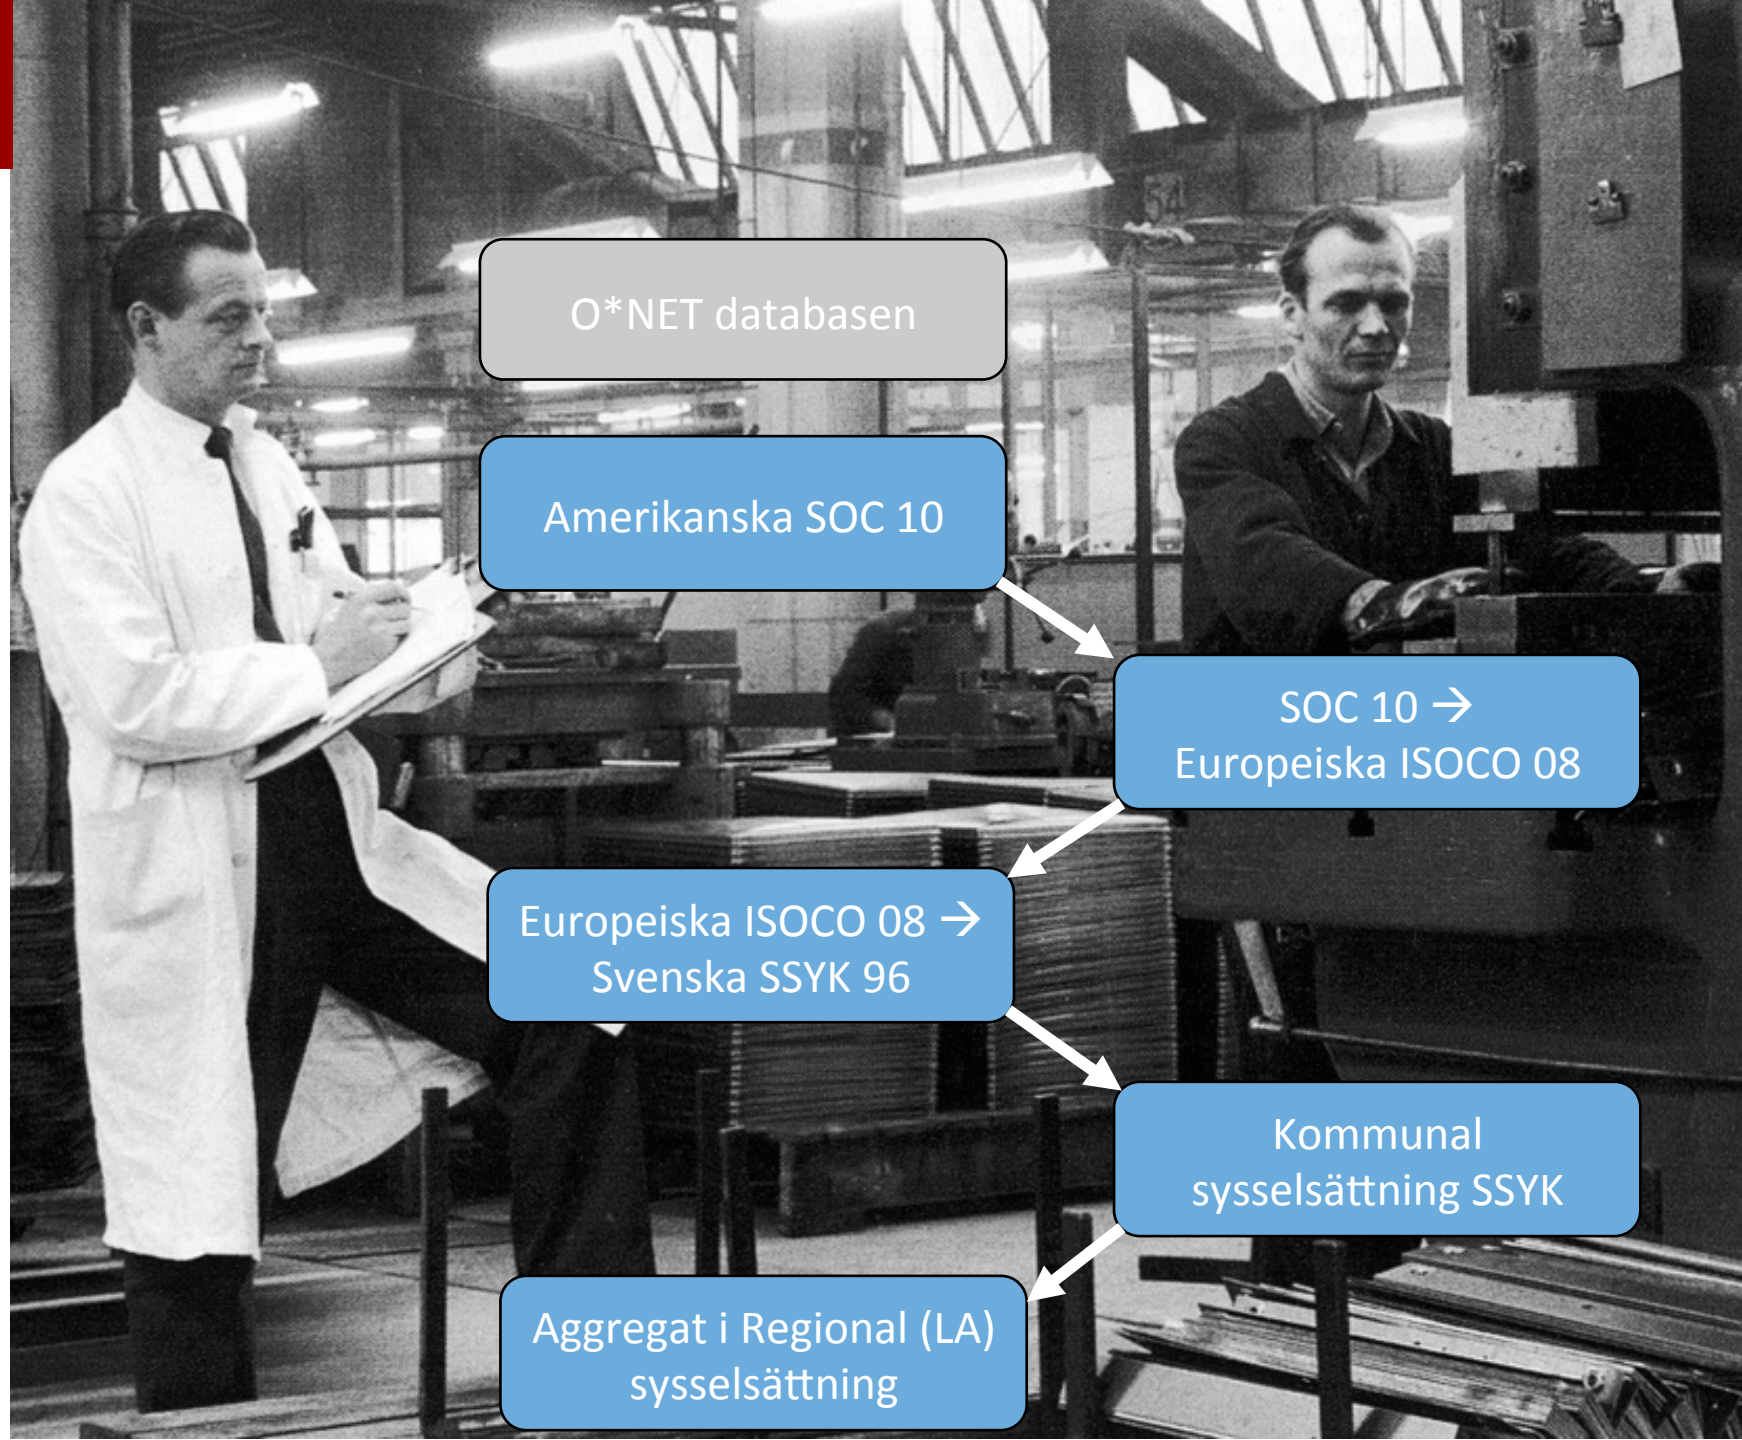 O*NET databasen
54
Amerikanska SOC 10
SOC 10 →
Europeiska ISOCO 08
Europeiska ISOCO 08 →
Svenska SSYK 96
Kommunal
sysselsättning SSYK
Aggregat i Regional (LA)
sysselsättning